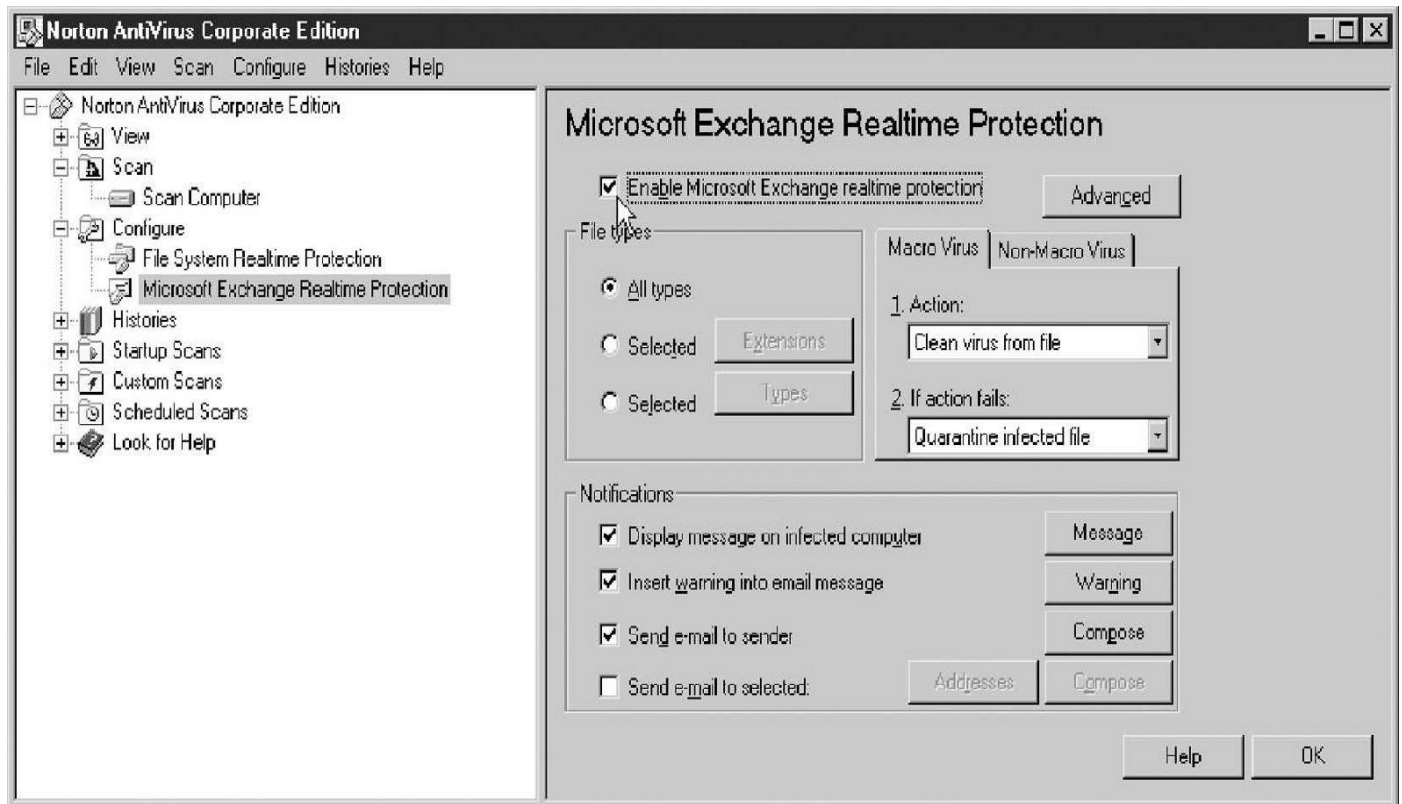 Norton AntiVirus Corporate Edition
File Edit View Scan Configure Histories Help
Norton AntiVirus Corporate Edition
View
Scan
Scan Computer
Configure
File System Realtime Protection
Microsoft Exchange Realtime Protection
Histories
Startup Scans
Custom Scans
Scheduled Scans
Look for Help
Microsoft Exchange Realtime Protection
Enable Microsoft Exchange realtime protection
Advanced
File types
All types
Selected
Extensions
Selected
Types
Macro Virus
Non-Macro Virus
1. Action:
Clean virus from file
2. If action fails:
Quarantine infected file
Notifications
Display message on infected computer
Message
Insert warning into email message
Warning
Send e-mail to sender
Compose
Send e-mail to selected:
Addresses
Compose
Help
OK